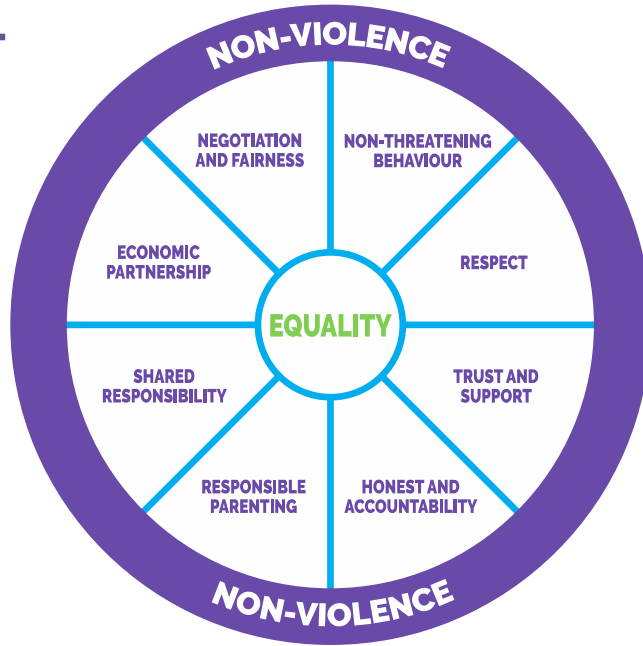 NON-VIOLENCE
NEGOTIATION
AND FAIRNESS
NON-THREATENING
BEHAVIOUR
ECONOMIC
PARTNERSHIP
RESPECT
EQUALITY
SHARED
RESPONSIBILITY
TRUST AND
SUPPORT
RESPONSIBLE
PARENTING
HONEST AND
ACCOUNTABILITY
NON-VIOLENCE